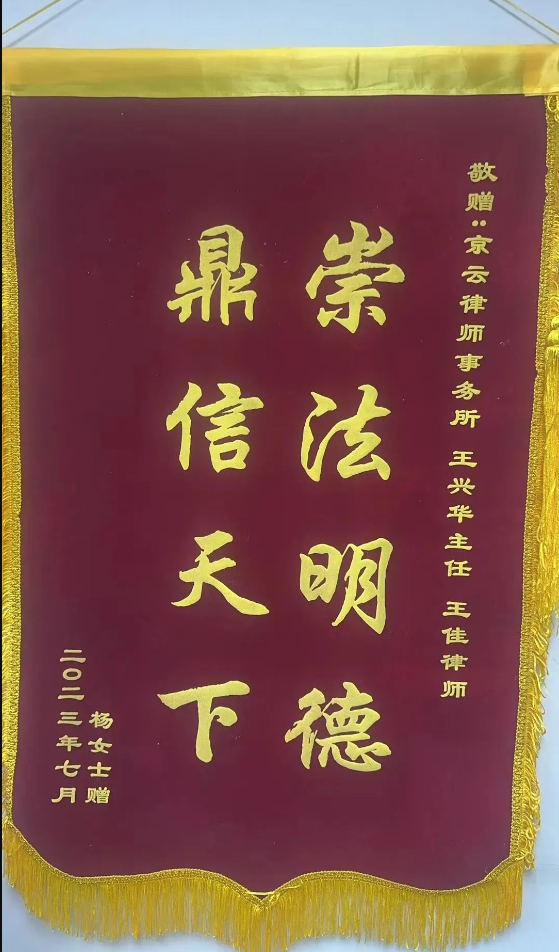 敬赠:京云律师事务所 王兴华主任 王佳律师
崇法明德
鼎信天下
杨女士赠
二〇二三年七月